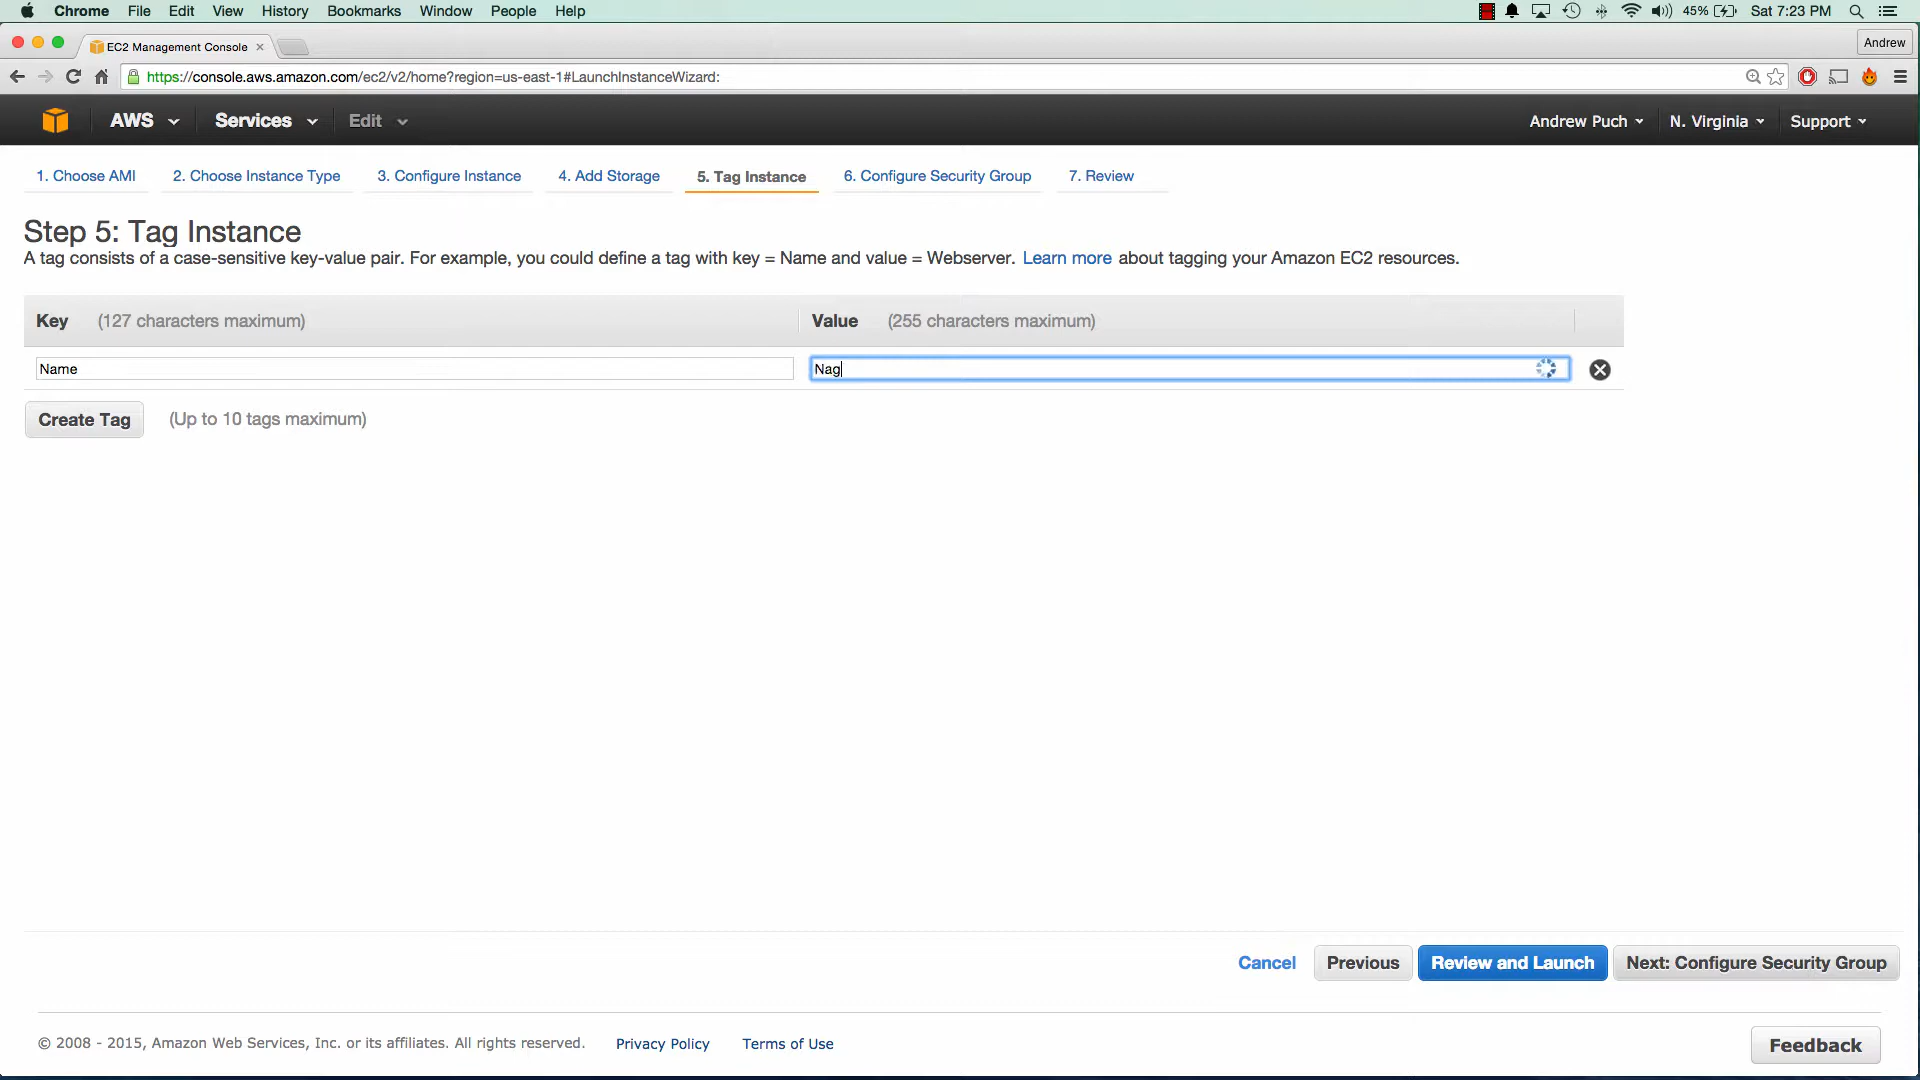 Chrome File Edit View History Bookmarks Window People Help 45% Sat 7:23 PM
EC2 Management Console Andrew
https://console.aws.amazon.com/ec2/v2/home?region=us-east-1#LaunchInstanceWizard:
AWS Services Edit Andrew Puch N. Virginia Support
1. Choose AMI 2. Choose Instance Type 3. Configure Instance 4. Add Storage 5. Tag Instance 6. Configure Security Group 7. Review
Step 5: Tag Instance
A tag consists of a case-sensitive key-value pair. For example, you could define a tag with key = Name and value = Webserver. Learn more about tagging your Amazon EC2 resources.
Key (127 characters maximum) Value (255 characters maximum)
Name Nag
Create Tag (Up to 10 tags maximum)
Cancel Previous Review and Launch Next: Configure Security Group
© 2008 - 2015, Amazon Web Services, Inc. or its affiliates. All rights reserved. Privacy Policy Terms of Use Feedback